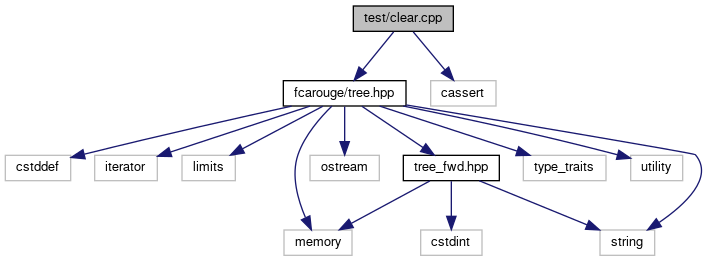 test/clear.cpp
fcarouge/tree.hpp
cassert
cstddef
iterator
limits
ostream
tree_fwd.hpp
type_traits
utility
memory
cstdint
string